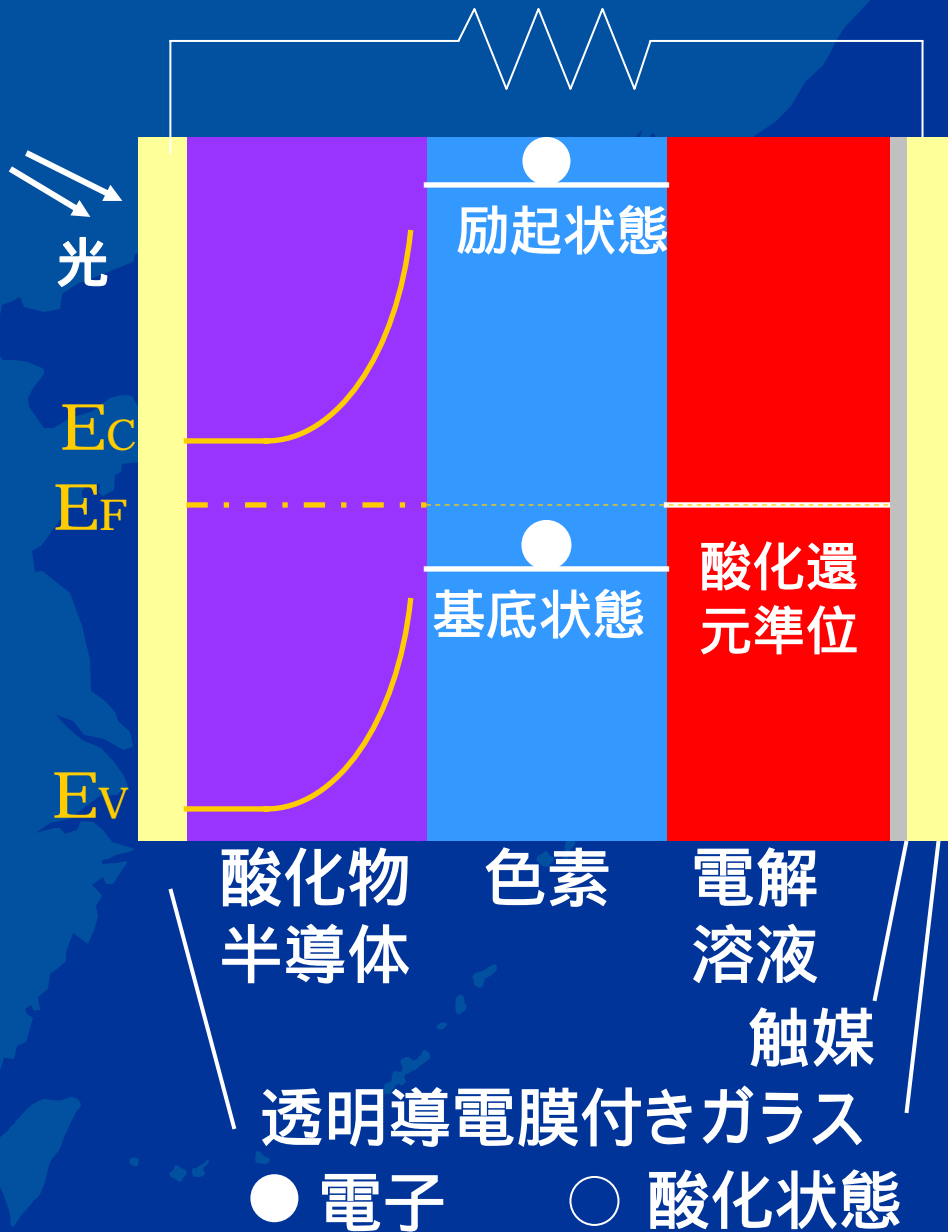 励起状態
光
EC
EF
酸化還
元準位
基底状態
EV
酸化物
半導体
色素
電解
溶液
触媒
透明導電膜付きガラス
電子
酸化状態